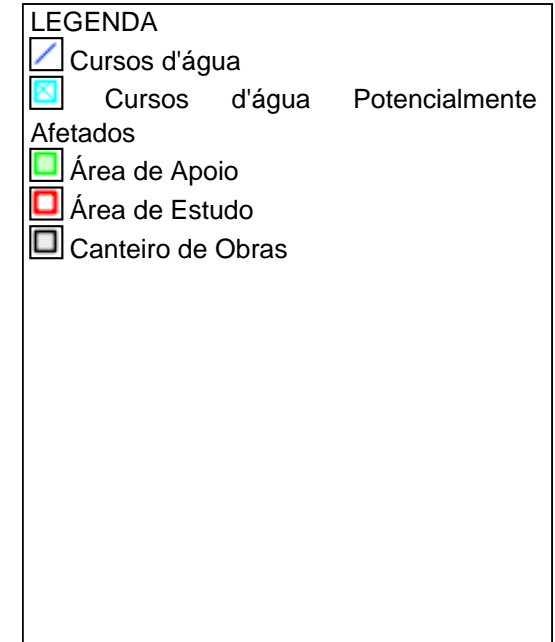 LEGENDA
Cursos d'água
Cursos d'água Potencialmente
Afetados
Área de Apoio
Área de Estudo
Canteiro de Obras